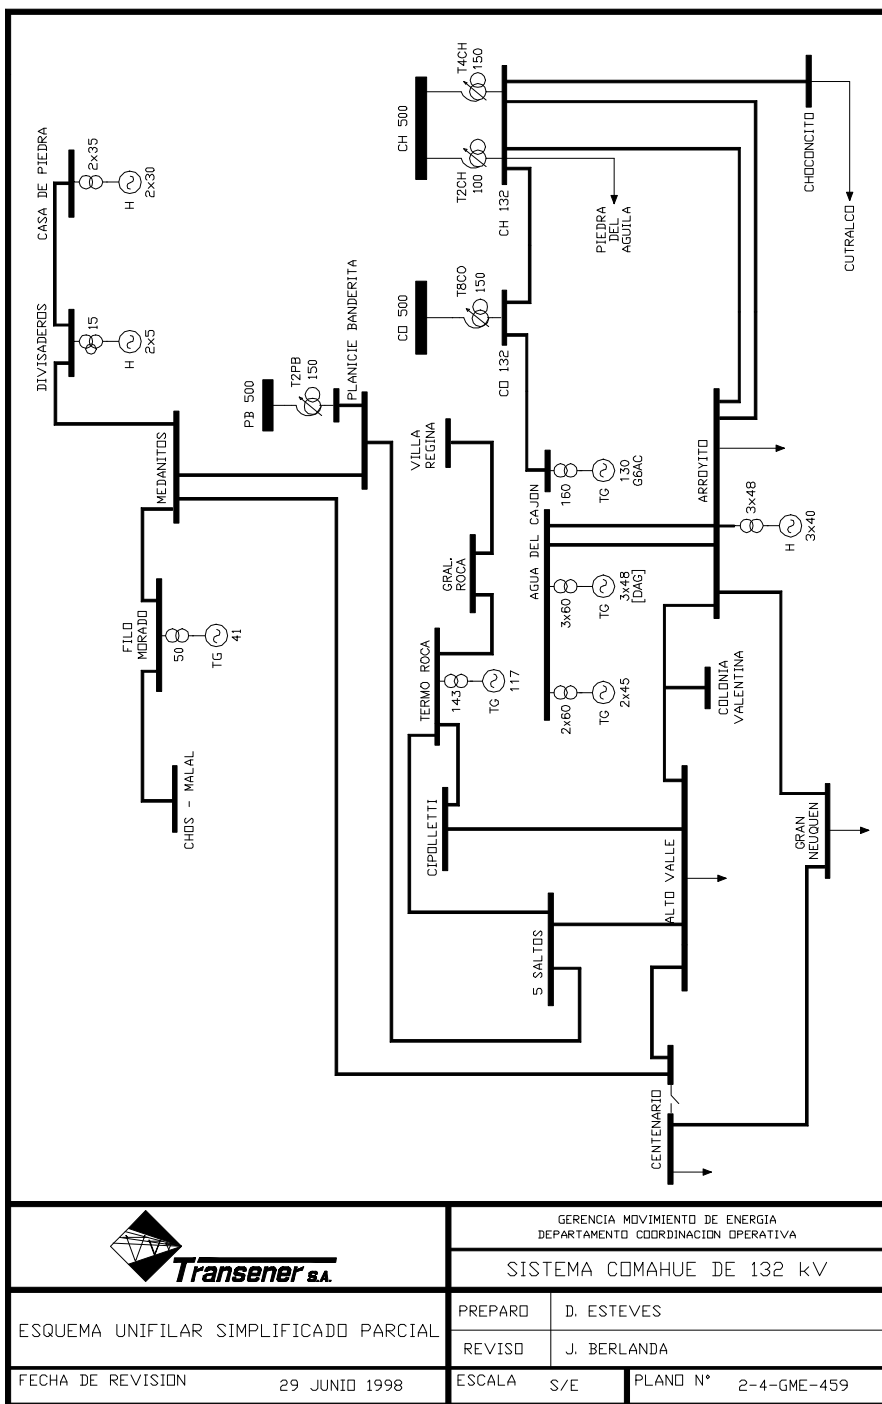 CASA DE PIEDRA
2x35
H
2x30
DIVISADEROS
15
H
2x5
MEDANITOS
FILO
MORADO
50
TG
41
CHOS - MALAL
PB 500
T2PB
150
PLANICIE BANDERITA
CH 500
T4CH
150
T2CH
100
CH 132
PIEDRA
DEL
AGUILA
CHOCONCITO
CUTRALCO
CO 500
T8CO
150
CO 132
VILLA
REGINA
GRAL.
ROCA
TERMO ROCA
143
TG
117
AGUA DEL CAJON
160
TG
130
G6AC
3x60
TG
3x48
[DAG]
2x60
TG
2x45
ARROYITO
3x48
H
3x40
COLONIA
VALENTINA
CIPOLLETTI
ALTO VALLE
GRAN
NEUQUEN
5 SALTOS
CENTENARIO
Transener S.A.
GERENCIA MOVIMIENTO DE ENERGIA
DEPARTAMENTO COORDINACION OPERATIVA
SISTEMA COMAHUE DE 132 kV
ESQUEMA UNIFILAR SIMPLIFICADO PARCIAL
PREPARO D. ESTEVES
REVISO J. BERLANDA
FECHA DE REVISION 29 JUNIO 1998
ESCALA S/E
PLANO N° 2-4-GME-459